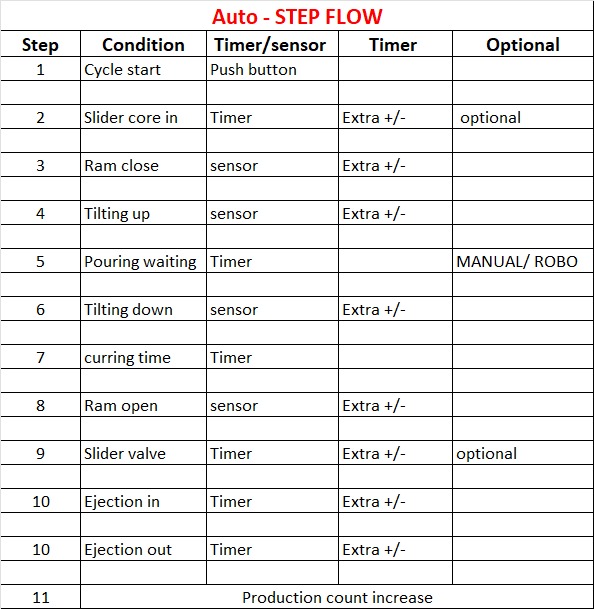 Auto - STEP FLOW
Step Condition Timer/sensor Timer Optional
1 Cycle start Push button
2 Slider core in Timer Extra +/- optional
3 Ram close sensor Extra +/-
4 Tilting up sensor Extra +/-
5 Pouring waiting Timer MANUAL/ ROBO
6 Tilting down sensor Extra +/-
7 curring time Timer
8 Ram open sensor Extra +/-
9 Slider valve Timer Extra +/- optional
10 Ejection in Timer Extra +/-
10 Ejection out Timer Extra +/-
11 Production count increase